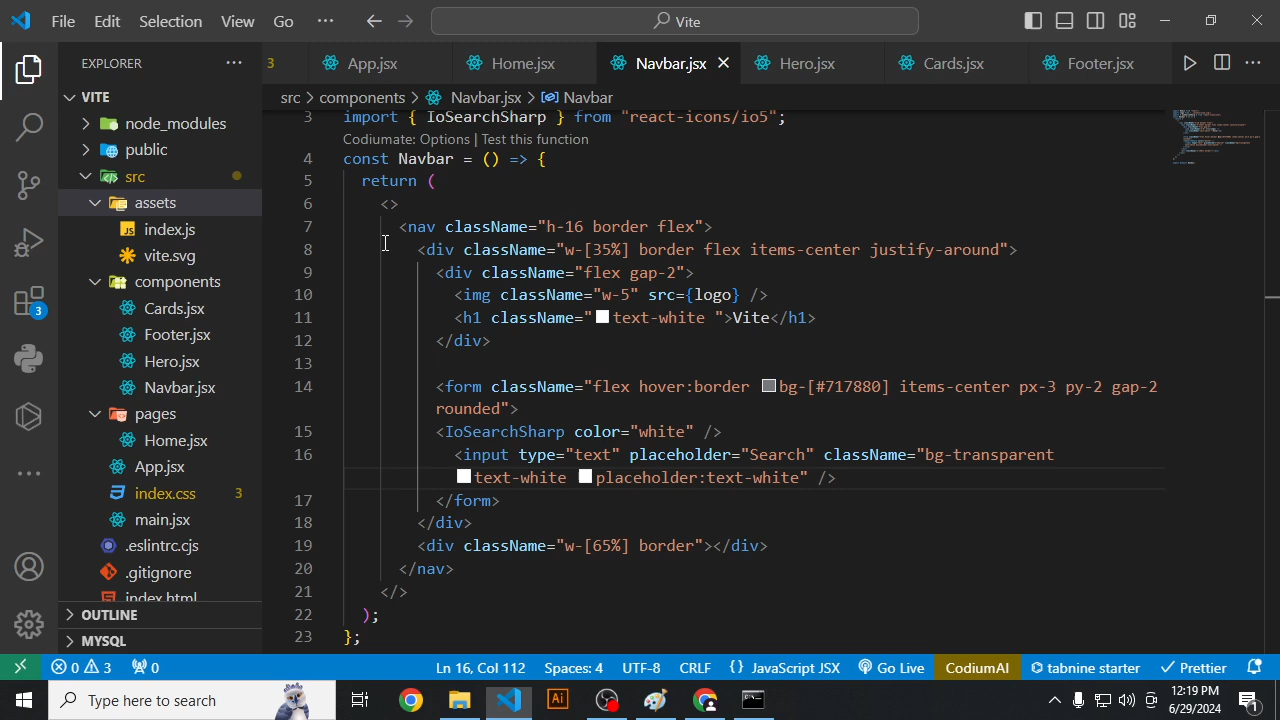 File Edit Selection View Go ··· Vite
EXPLORER ···
3 App.jsx Home.jsx Navbar.jsx Hero.jsx Cards.jsx Footer.jsx ···
VITE
node_modules
public
src
assets
index.js
vite.svg
components
Cards.jsx
Footer.jsx
Hero.jsx
Navbar.jsx
pages
Home.jsx
App.jsx
index.css 3
main.jsx
.eslintrc.cjs
.gitignore
index.html
OUTLINE
MYSQL
3
src > components > Navbar.jsx > Navbar
3 import { IoSearchSharp } from "react-icons/io5";
Codiumate: Options | Test this function
4 const Navbar = () => {
5 return (
6 <>
7 <nav className="h-16 border flex">
8 <div className="w-[35%] border flex items-center justify-around">
9 <div className="flex gap-2">
10 <img className="w-5" src={logo} />
11 <h1 className="text-white ">Vite</h1>
12 </div>
13
14 <form className="flex hover:border bg-[#717880] items-center px-3 py-2 gap-2
rounded">
15 <IoSearchSharp color="white" />
16 <input type="text" placeholder="Search" className="bg-transparent
text-white placeholder:text-white" />
17 </form>
18 </div>
19 <div className="w-[65%] border"></div>
20 </nav>
21 </>
22 );
23 };
0 3 0 Ln 16, Col 112 Spaces: 4 UTF-8 CRLF {} JavaScript JSX Go Live CodiumAI tabnine starter Prettier
Type here to search
Ai
12:19 PM
6/29/2024
1